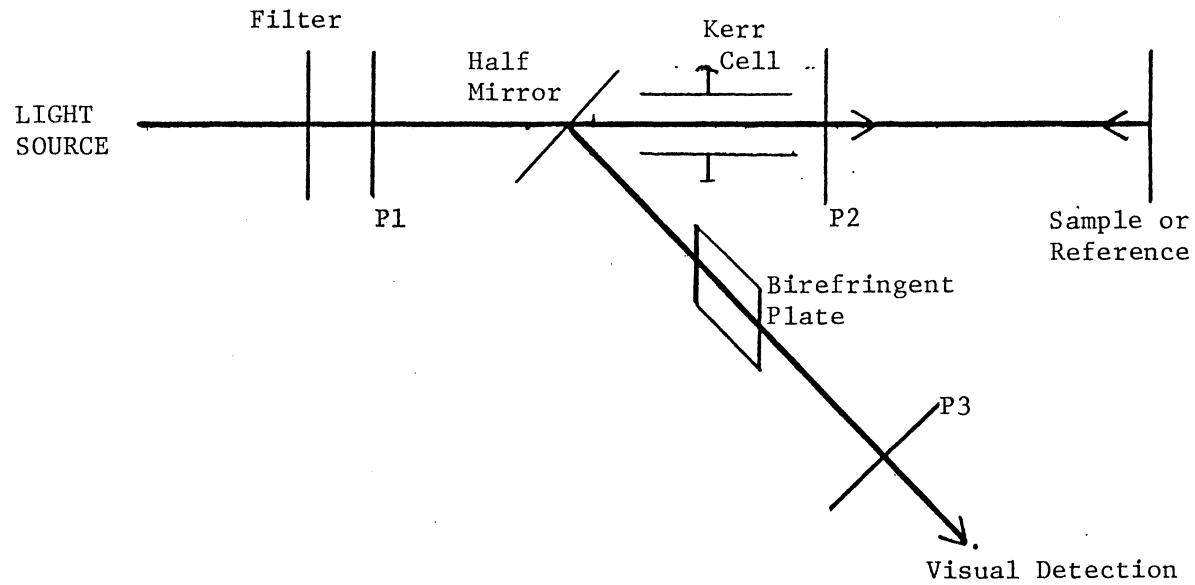 Filter
Kerr
Cell
Half
Mirror
LIGHT
SOURCE
P1
P2
Sample or
Reference
Birefringent
Plate
P3
Visual Detection